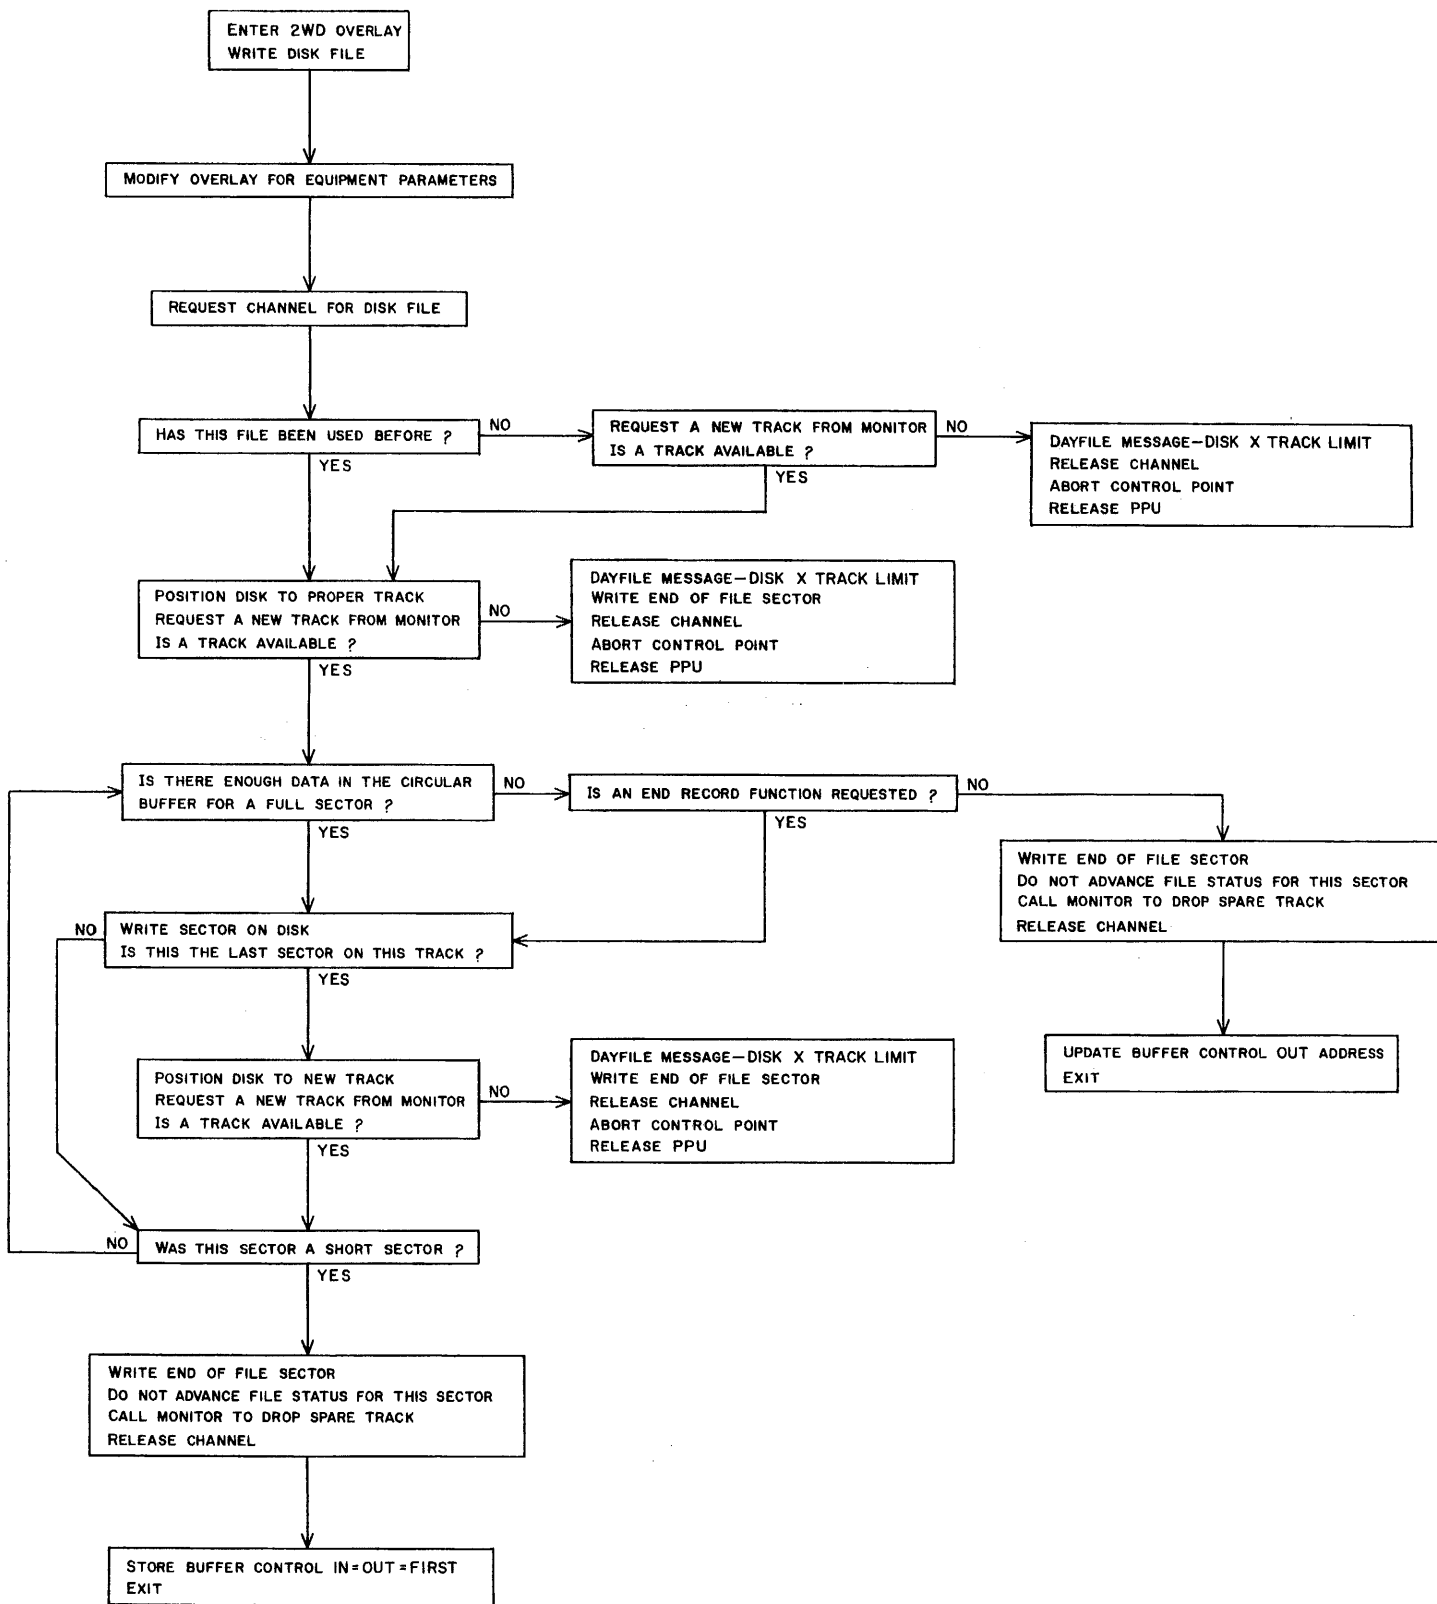 ENTER 2WD OVERLAY
WRITE DISK FILE
MODIFY OVERLAY FOR EQUIPMENT PARAMETERS
REQUEST CHANNEL FOR DISK FILE
HAS THIS FILE BEEN USED BEFORE ?
NO
YES
REQUEST A NEW TRACK FROM MONITOR
IS A TRACK AVAILABLE ?
NO
YES
DAYFILE MESSAGE-DISK X TRACK LIMIT
RELEASE CHANNEL
ABORT CONTROL POINT
RELEASE PPU
POSITION DISK TO PROPER TRACK
REQUEST A NEW TRACK FROM MONITOR
IS A TRACK AVAILABLE ?
NO
YES
DAYFILE MESSAGE-DISK X TRACK LIMIT
WRITE END OF FILE SECTOR
RELEASE CHANNEL
ABORT CONTROL POINT
RELEASE PPU
IS THERE ENOUGH DATA IN THE CIRCULAR
BUFFER FOR A FULL SECTOR ?
NO
YES
IS AN END RECORD FUNCTION REQUESTED ?
NO
YES
WRITE END OF FILE SECTOR
DO NOT ADVANCE FILE STATUS FOR THIS SECTOR
CALL MONITOR TO DROP SPARE TRACK
RELEASE CHANNEL
UPDATE BUFFER CONTROL OUT ADDRESS
EXIT
NO
WRITE SECTOR ON DISK
IS THIS THE LAST SECTOR ON THIS TRACK ?
YES
POSITION DISK TO NEW TRACK
REQUEST A NEW TRACK FROM MONITOR
IS A TRACK AVAILABLE ?
NO
YES
DAYFILE MESSAGE-DISK X TRACK LIMIT
WRITE END OF FILE SECTOR
RELEASE CHANNEL
ABORT CONTROL POINT
RELEASE PPU
NO
WAS THIS SECTOR A SHORT SECTOR ?
YES
WRITE END OF FILE SECTOR
DO NOT ADVANCE FILE STATUS FOR THIS SECTOR
CALL MONITOR TO DROP SPARE TRACK
RELEASE CHANNEL
STORE BUFFER CONTROL IN=OUT=FIRST
EXIT